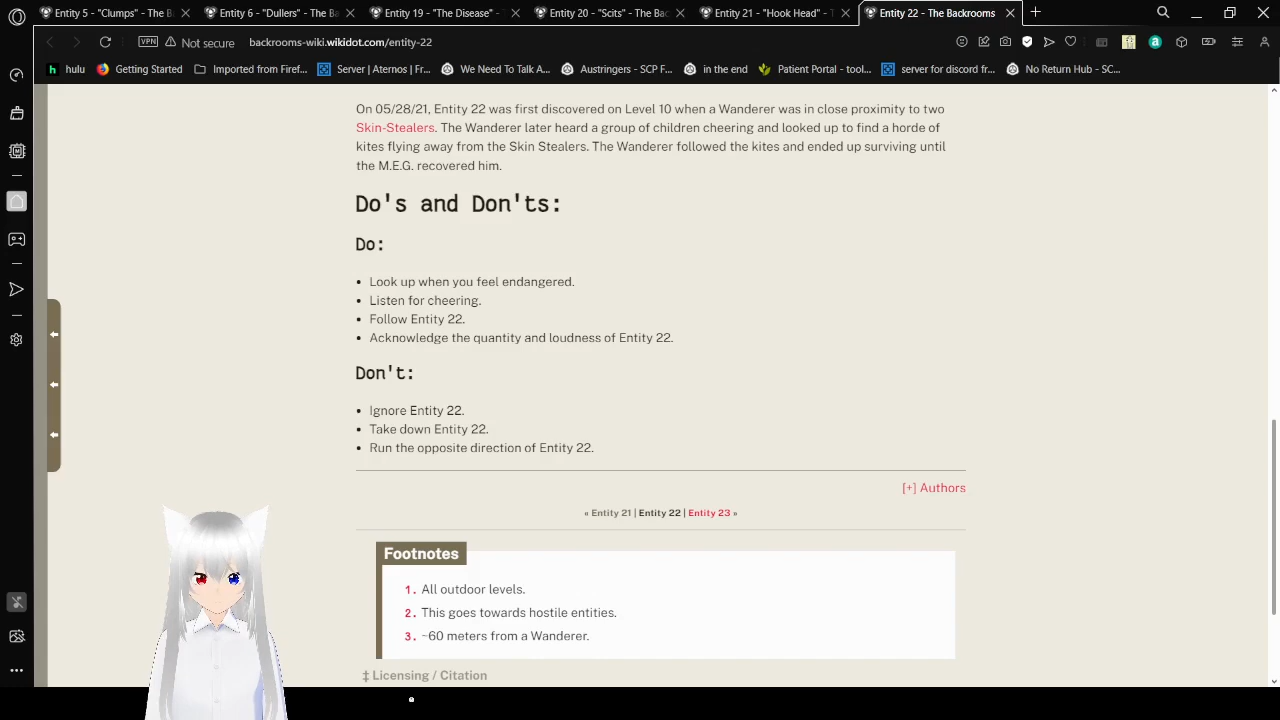 Entity 5 - "Clumps" - The B
Entity 6 - "Dullers" - The Ba
Entity 19 - "The Disease" - T
Entity 20 - "Scits" - The Bac
Entity 21 - "Hook Head" - T
Entity 22 - The Backrooms
VPN Not secure backrooms-wiki.wikidot.com/entity-22
h hulu Getting Started Imported from Firef... Server | Aternos | Fr... We Need To Talk A... Austringers - SCP F... in the end Patient Portal - tool... server for discord fr... No Return Hub - SC...
On 05/28/21, Entity 22 was first discovered on Level 10 when a Wanderer was in close proximity to two
Skin-Stealers. The Wanderer later heard a group of children cheering and looked up to find a horde of
kites flying away from the Skin Stealers. The Wanderer followed the kites and ended up surviving until
the M.E.G. recovered him.
Do's and Don'ts:
Do:
• Look up when you feel endangered.
• Listen for cheering.
• Follow Entity 22.
• Acknowledge the quantity and loudness of Entity 22.
Don't:
• Ignore Entity 22.
• Take down Entity 22.
• Run the opposite direction of Entity 22.
[+] Authors
« Entity 21 | Entity 22 | Entity 23 »
Footnotes
1. All outdoor levels.
2. This goes towards hostile entities.
3. ~60 meters from a Wanderer.
‡ Licensing / Citation